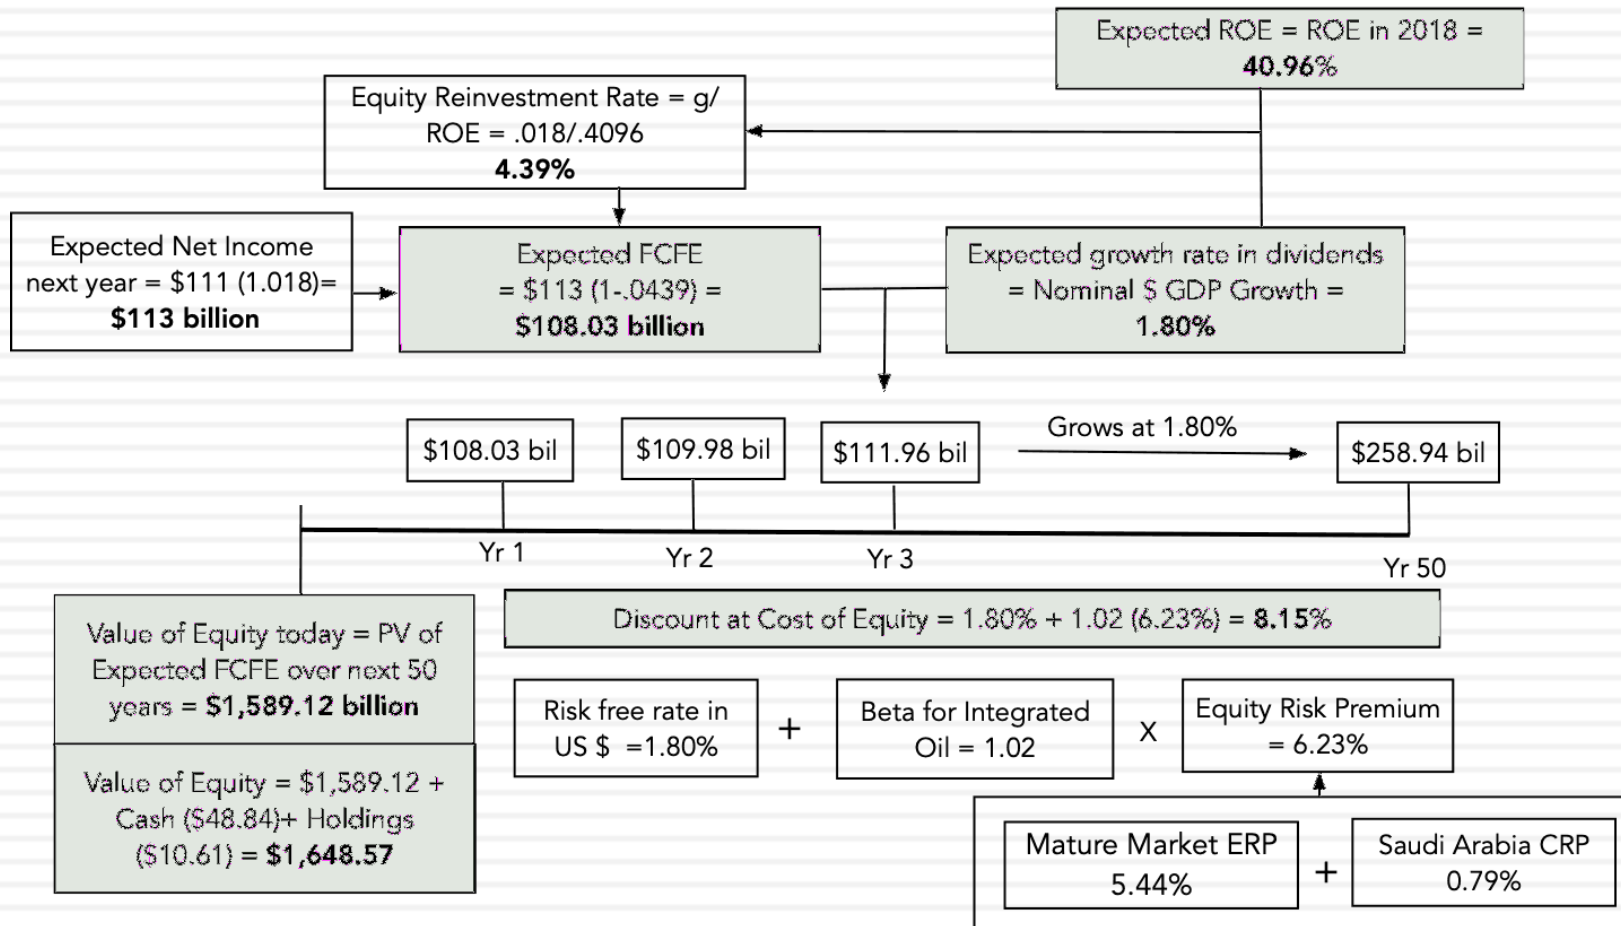 Expected ROE = ROE in 2018 =
40.96%
Equity Reinvestment Rate = g/
ROE = .018/.4096
4.39%
Expected Net Income
next year = $111 (1.018)=
$113 billion
Expected FCFE
= $113 (1-.0439) =
$108.03 billion
Expected growth rate in dividends
= Nominal $ GDP Growth =
1.80%
$108.03 bil
$109.98 bil
$111.96 bil
Grows at 1.80%
$258.94 bil
Yr 1
Yr 2
Yr 3
Yr 50
Discount at Cost of Equity = 1.80% + 1.02 (6.23%) = 8.15%
Value of Equity today = PV of
Expected FCFE over next 50
years = $1,589.12 billion
Value of Equity = $1,589.12 +
Cash ($48.84)+ Holdings
($10.61) = $1,648.57
Risk free rate in
US $ =1.80%
+
Beta for Integrated
Oil = 1.02
X
Equity Risk Premium
= 6.23%
Mature Market ERP
5.44%
+
Saudi Arabia CRP
0.79%